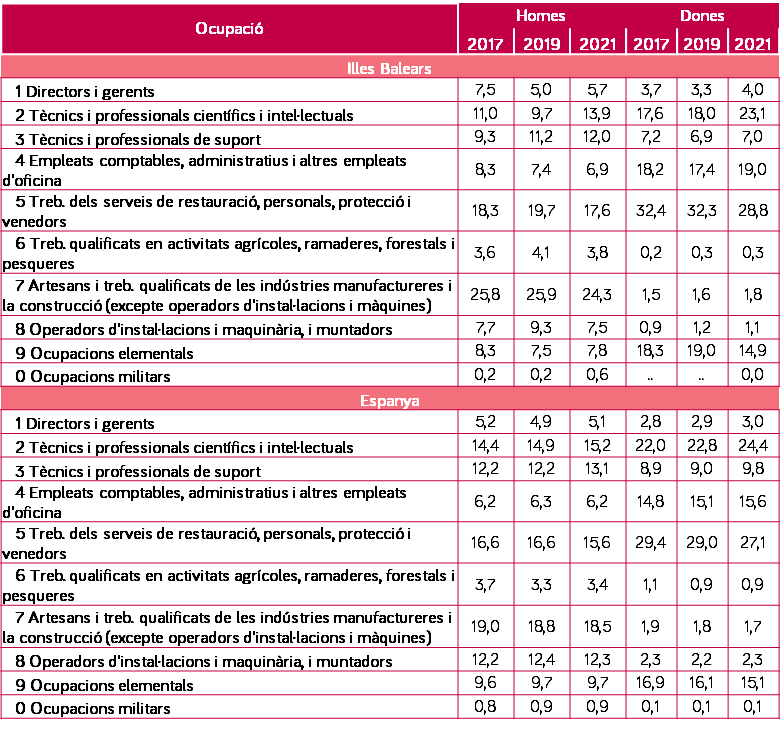 Ocupació Homes Dones
2017 2019 2021 2017 2019 2021
Illes Balears
1 Directors i gerents 7,5 5,0 5,7 3,7 3,3 4,0
2 Tècnics i professionals científics i intel·lectuals 11,0 9,7 13,9 17,6 18,0 23,1
3 Tècnics i professionals de suport 9,3 11,2 12,0 7,2 6,9 7,0
4 Empleats comptables, administratius i altres empleats
d'oficina 8,3 7,4 6,9 18,2 17,4 19,0
5 Treb. dels serveis de restauració, personals, protecció i
venedors 18,3 19,7 17,6 32,4 32,3 28,8
6 Treb. qualificats en activitats agrícoles, ramaderes, forestals i
pesqueres 3,6 4,1 3,8 0,2 0,3 0,3
7 Artesans i treb. qualificats de les indústries manufactureres i
la construcció (excepte operadors d'instal·lacions i màquines) 25,8 25,9 24,3 1,5 1,6 1,8
8 Operadors d'instal·lacions i maquinària, i muntadors 7,7 9,3 7,5 0,9 1,2 1,1
9 Ocupacions elementals 8,3 7,5 7,8 18,3 19,0 14,9
0 Ocupacions militars 0,2 0,2 0,6 .. .. 0,0
Espanya
1 Directors i gerents 5,2 4,9 5,1 2,8 2,9 3,0
2 Tècnics i professionals científics i intel·lectuals 14,4 14,9 15,2 22,0 22,8 24,4
3 Tècnics i professionals de suport 12,2 12,2 13,1 8,9 9,0 9,8
4 Empleats comptables, administratius i altres empleats
d'oficina 6,2 6,3 6,2 14,8 15,1 15,6
5 Treb. dels serveis de restauració, personals, protecció i
venedors 16,6 16,6 15,6 29,4 29,0 27,1
6 Treb. qualificats en activitats agrícoles, ramaderes, forestals i
pesqueres 3,7 3,3 3,4 1,1 0,9 0,9
7 Artesans i treb. qualificats de les indústries manufactureres i
la construcció (excepte operadors d'instal·lacions i màquines) 19,0 18,8 18,5 1,9 1,8 1,7
8 Operadors d'instal·lacions i maquinària, i muntadors 12,2 12,4 12,3 2,3 2,2 2,3
9 Ocupacions elementals 9,6 9,7 9,7 16,9 16,1 15,1
0 Ocupacions militars 0,8 0,9 0,9 0,1 0,1 0,1